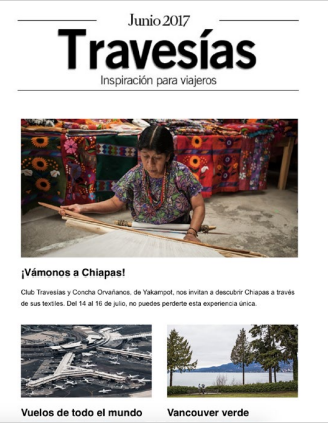 Junio 2017
Travesías
Inspiración para viajeros
¡Vámonos a Chiapas!
Club Travesías y Concha Orvañanos, de Yakampot, nos invitan a descubrir Chiapas a través
de sus textiles. Del 14 al 16 de julio, no puedes perderte esta experiencia única.
Vuelos de todo el mundo
Vancouver verde